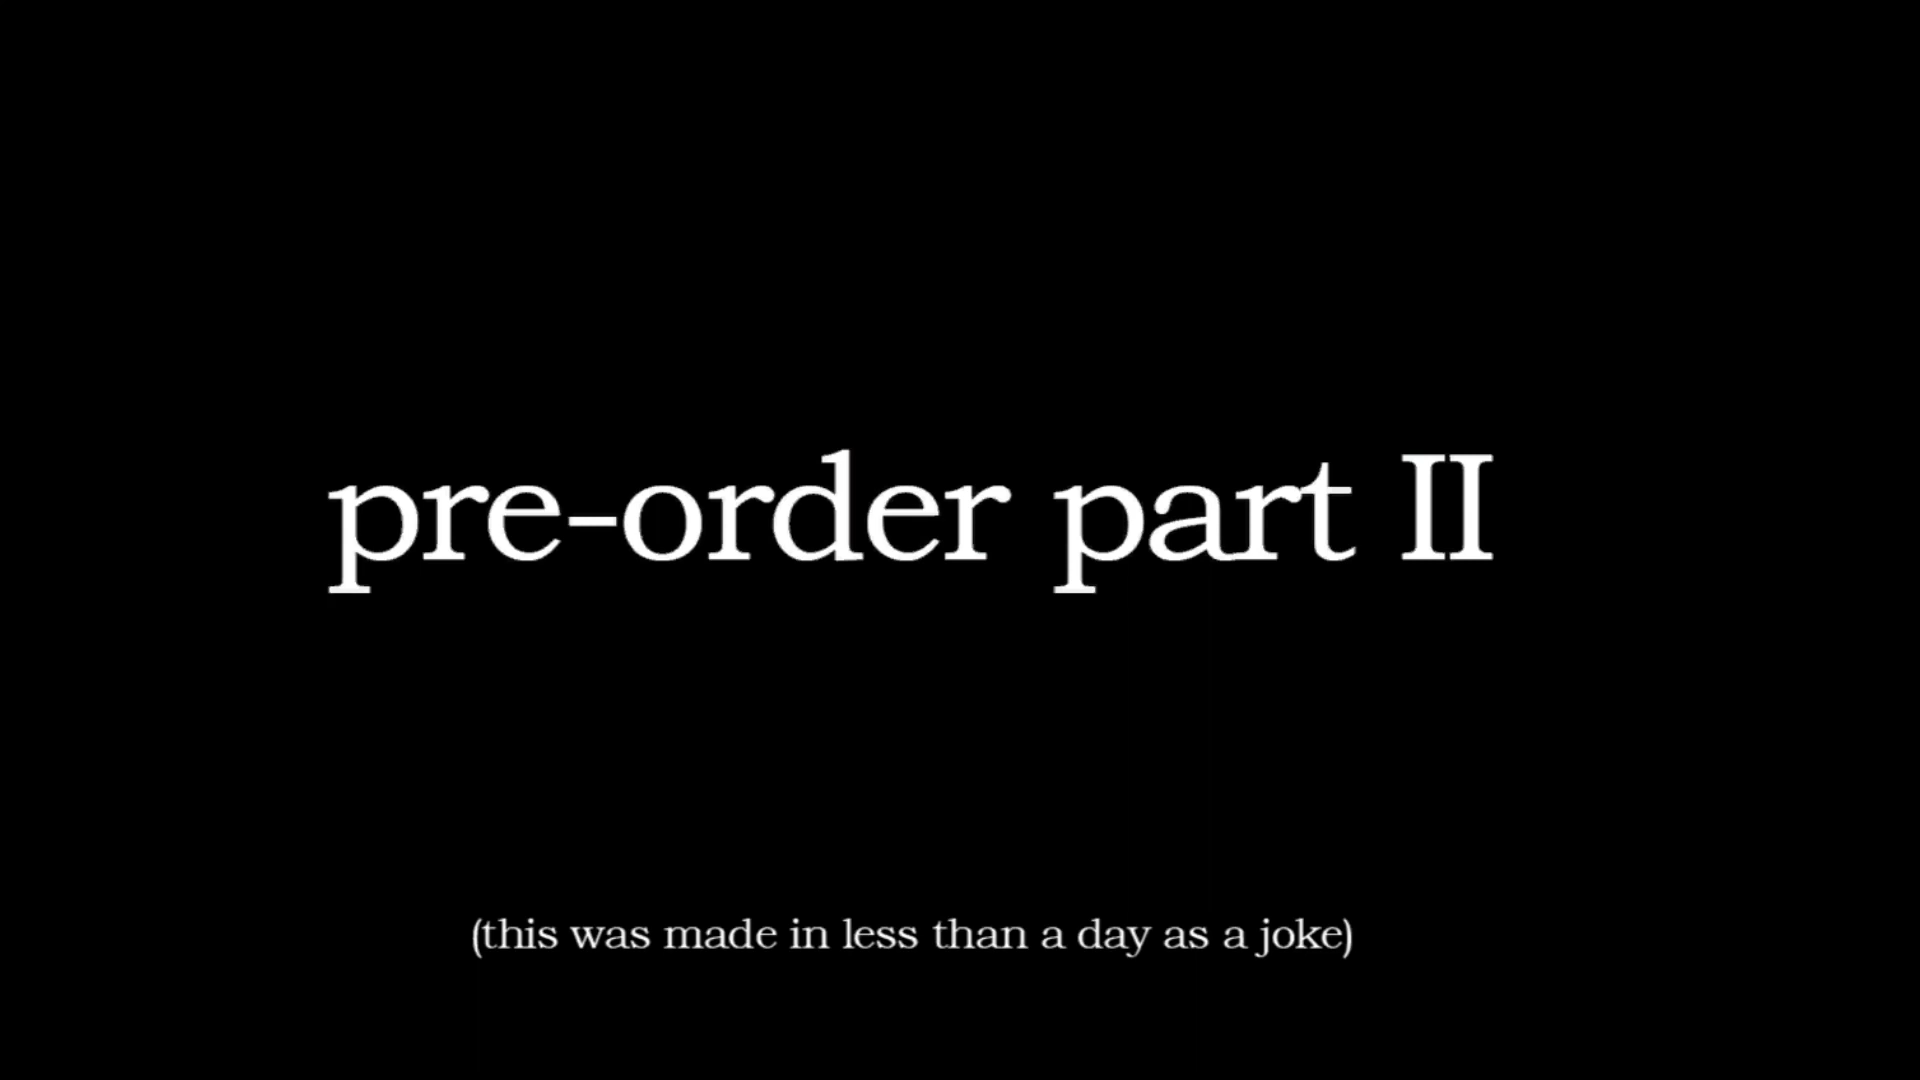 pre-order part II
(this was made in less than a day as a joke)